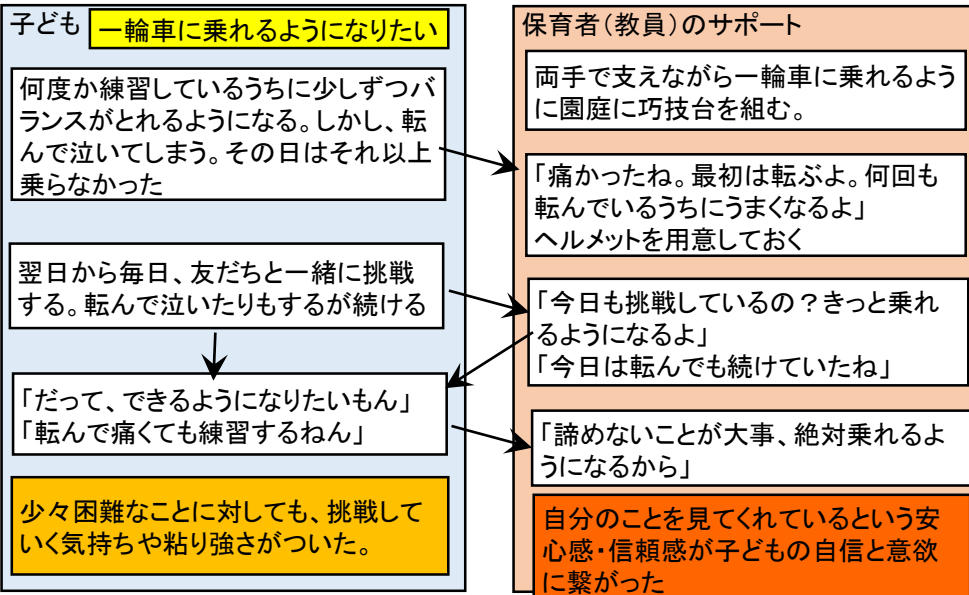 子ども
一輪車に乗れるようになりたい
何度か練習しているうちに少しずつバ
ランスがとれるようになる。しかし、転
んで泣いてしまう。その日はそれ以上
乗らなかった
翌日から毎日、友だちと一緒に挑戦
する。転んで泣いたりもするが続ける
「だって、できるようになりたいもん」
「転んで痛くても練習するねん」
少々困難なことに対しても、挑戦して
いく気持ちや粘り強さがついた。
保育者(教員)のサポート
両手で支えながら一輪車に乗れるよう
に園庭に巧技台を組む。
「痛かったね。最初は転ぶよ。何回も
転んでいるうちにうまくなるよ」
ヘルメットを用意しておく
「今日も挑戦しているの?きっと乗れ
るようになるよ」
「今日は転んでも続けていたね」
「諦めないことが大事、絶対乗れるよ
うになるから」
自分のことを見てくれているという安
心感・信頼感が子どもの自信と意欲
に繋がった